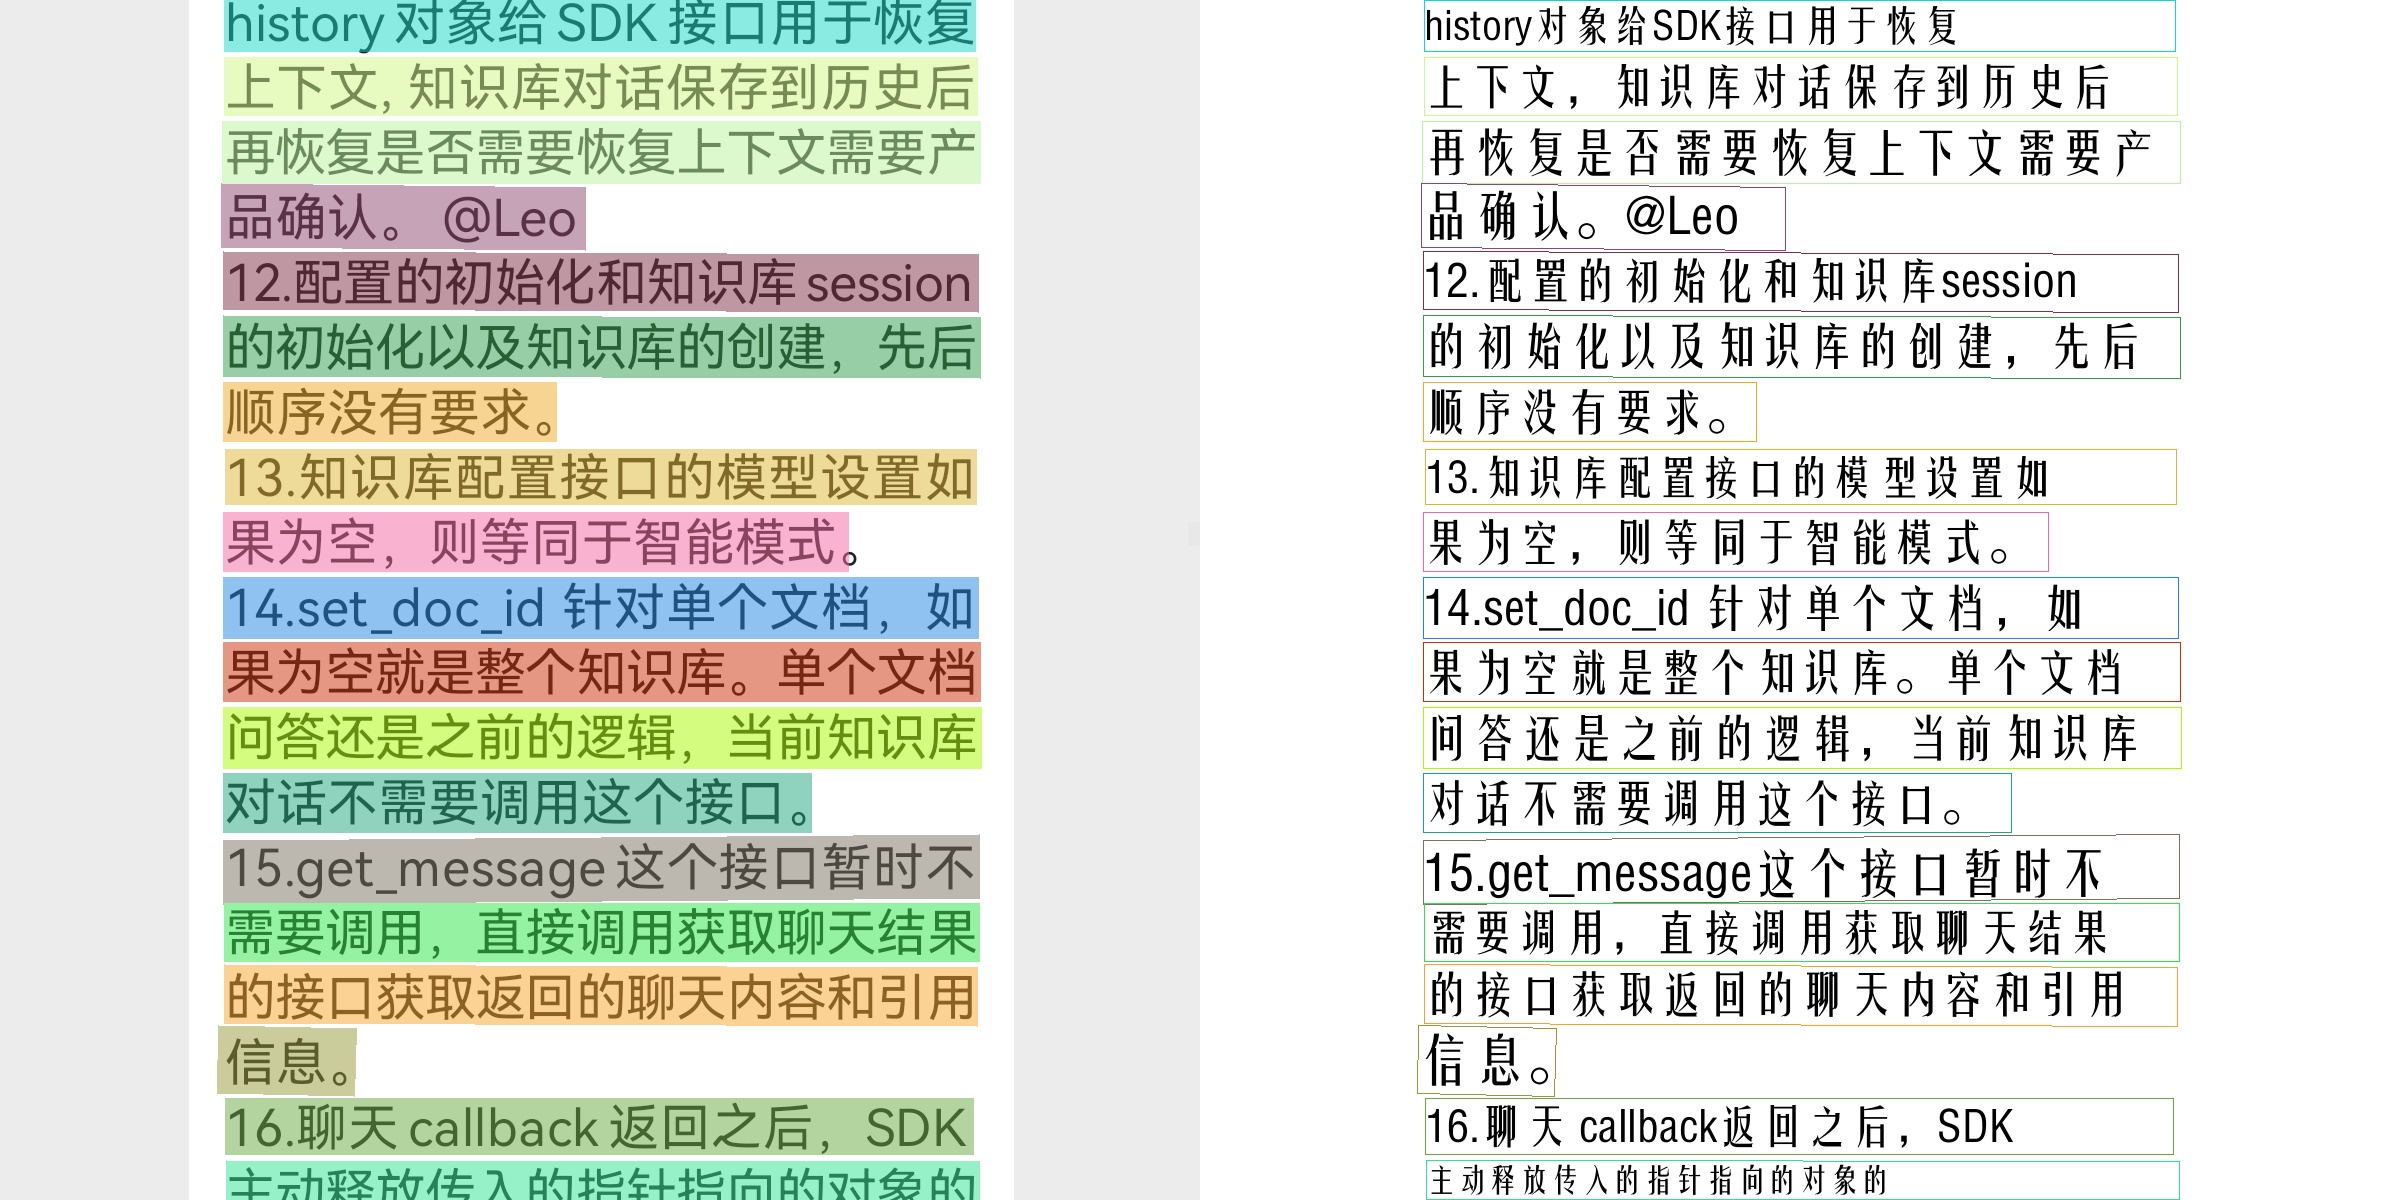 history 对象给 SDK 接口用于恢复
上下文, 知识库对话保存到历史后
再恢复是否需要恢复上下文需要产
品确认。 @Leo
12.配置的初始化和知识库 session
的初始化以及知识库的创建，先后
顺序没有要求。
13.知识库配置接口的模型设置如
果为空，则等同于智能模式。
14.set_doc_id 针对单个文档，如
果为空就是整个知识库。单个文档
问答还是之前的逻辑，当前知识库
对话不需要调用这个接口。
15.get_message 这个接口暂时不
需要调用，直接调用获取聊天结果
的接口获取返回的聊天内容和引用
信息。
16.聊天 callback 返回之后，SDK
主动释放传入的指针指向的对象的
history对象给SDK接口用于恢复
上下文，知识库对话保存到历史后
再恢复是否需要恢复上下文需要产
品确认。@Leo
12.配置的初始化和知识库session
的初始化以及知识库的创建，先后
顺序没有要求。
13.知识库配置接口的模型设置如
果为空，则等同于智能模式。
14.set_doc_id 针对单个文档，如
果为空就是整个知识库。单个文档
问答还是之前的逻辑，当前知识库
对话不需要调用这个接口。
15.get_message这个接口暂时不
需要调用，直接调用获取聊天结果
的接口获取返回的聊天内容和引用
信息。
16.聊天 callback返回之后，SDK
主动释放传入的指针指向的对象的